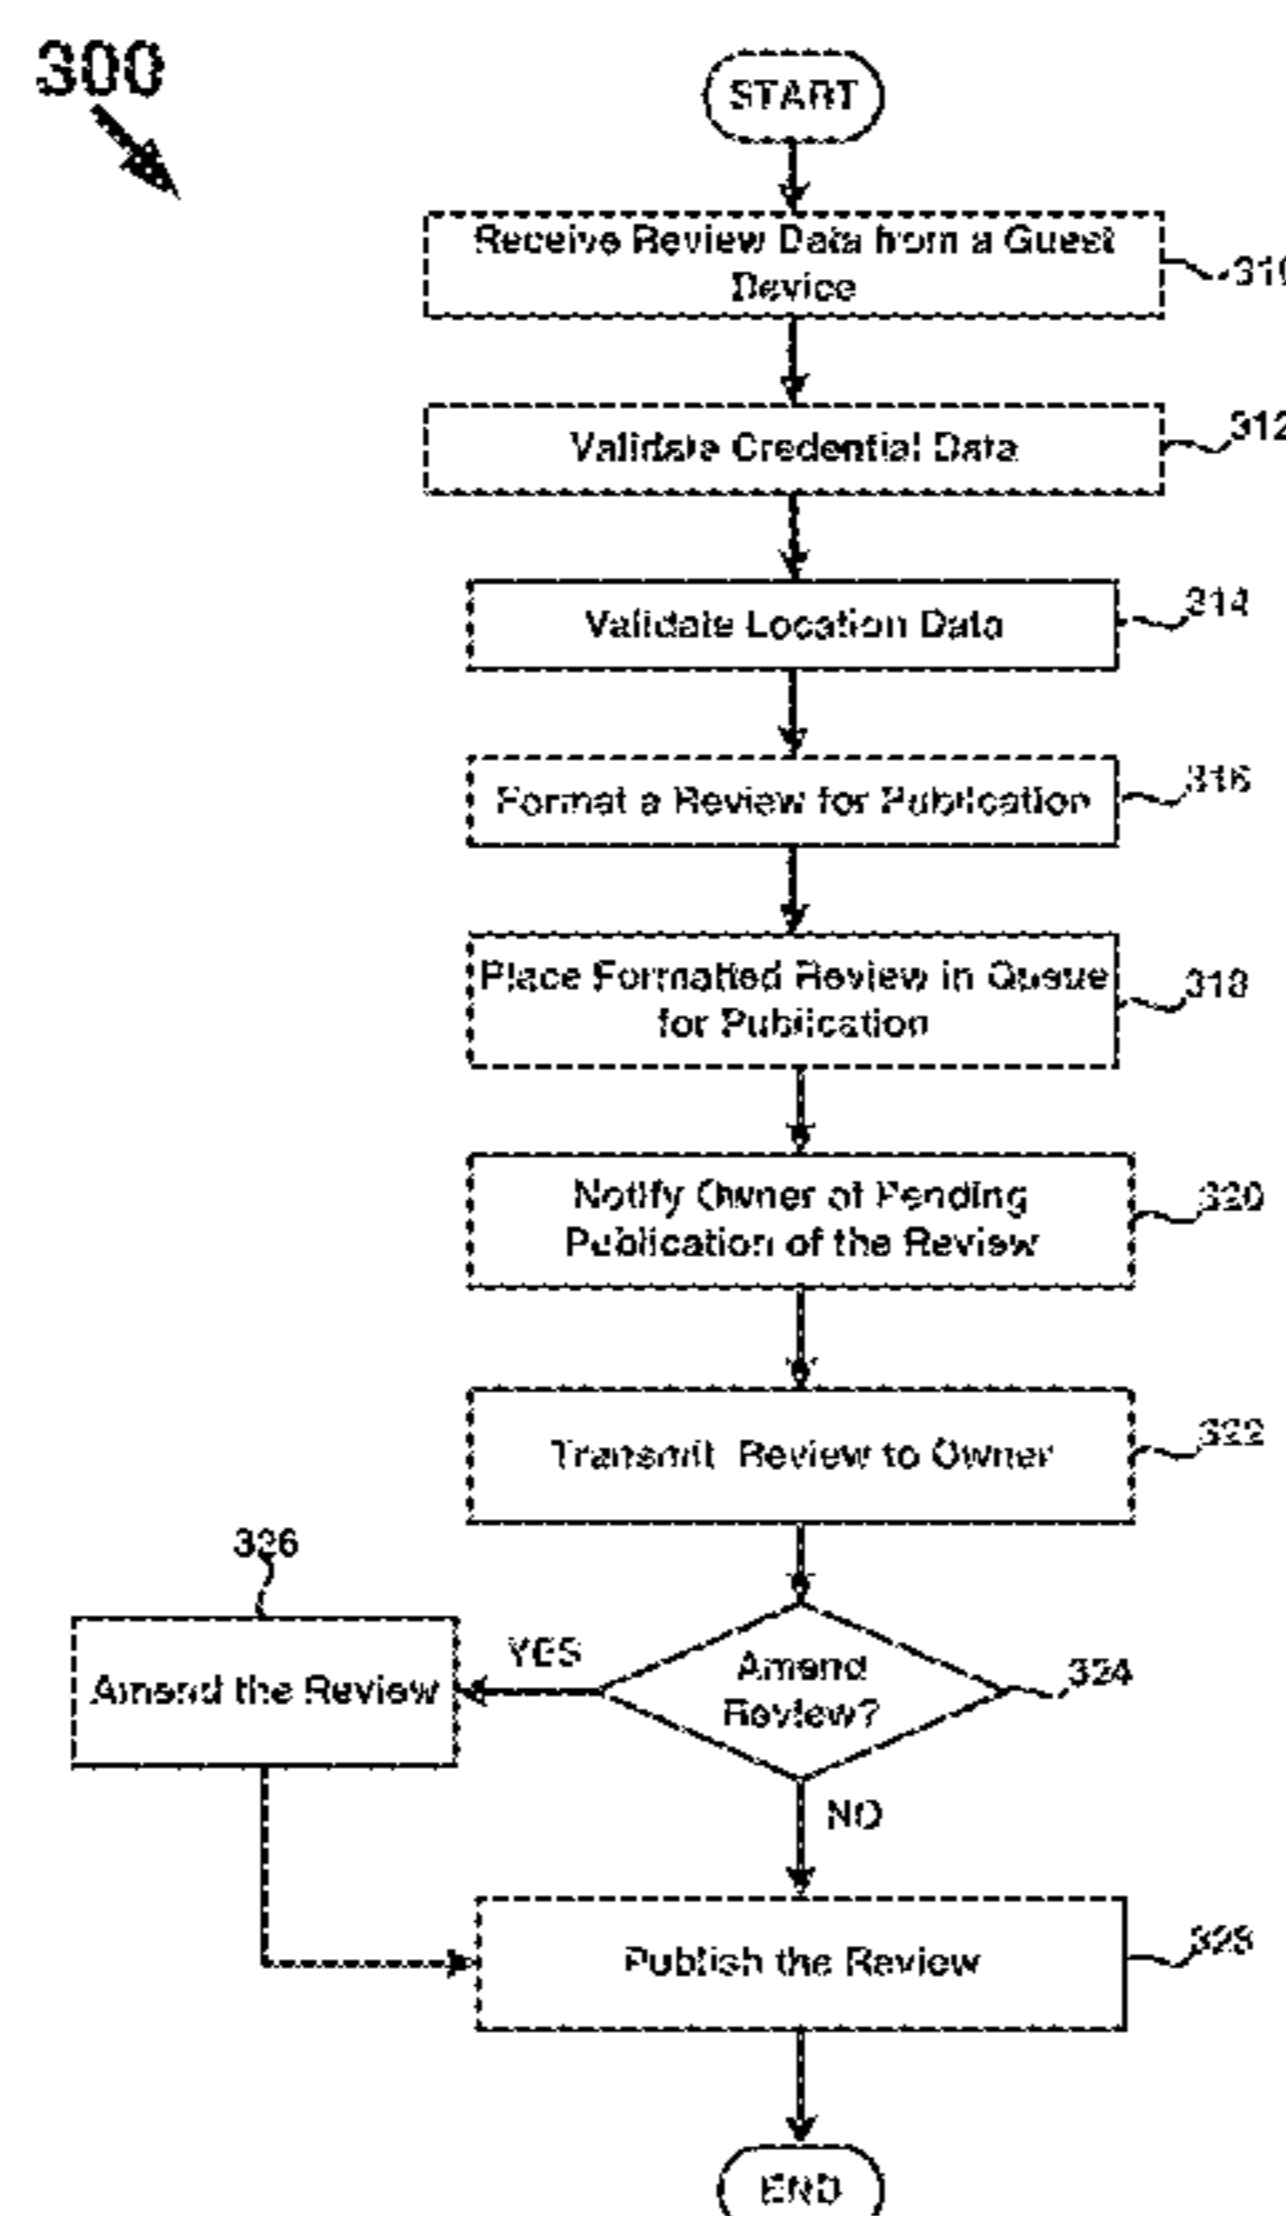 300
START
Receive Review Data from a Guest
Device
310
Validate Credential Data
312
Validate Location Data
314
Format a Review for Publication
316
Place Formatted Review in Queue
for Publication
318
Notify Owner of Pending
Publication of the Review
320
Transmit Review to Owner
322
326
Amend the Review
YES
Amend
Review?
324
NO
Publish the Review
328
END